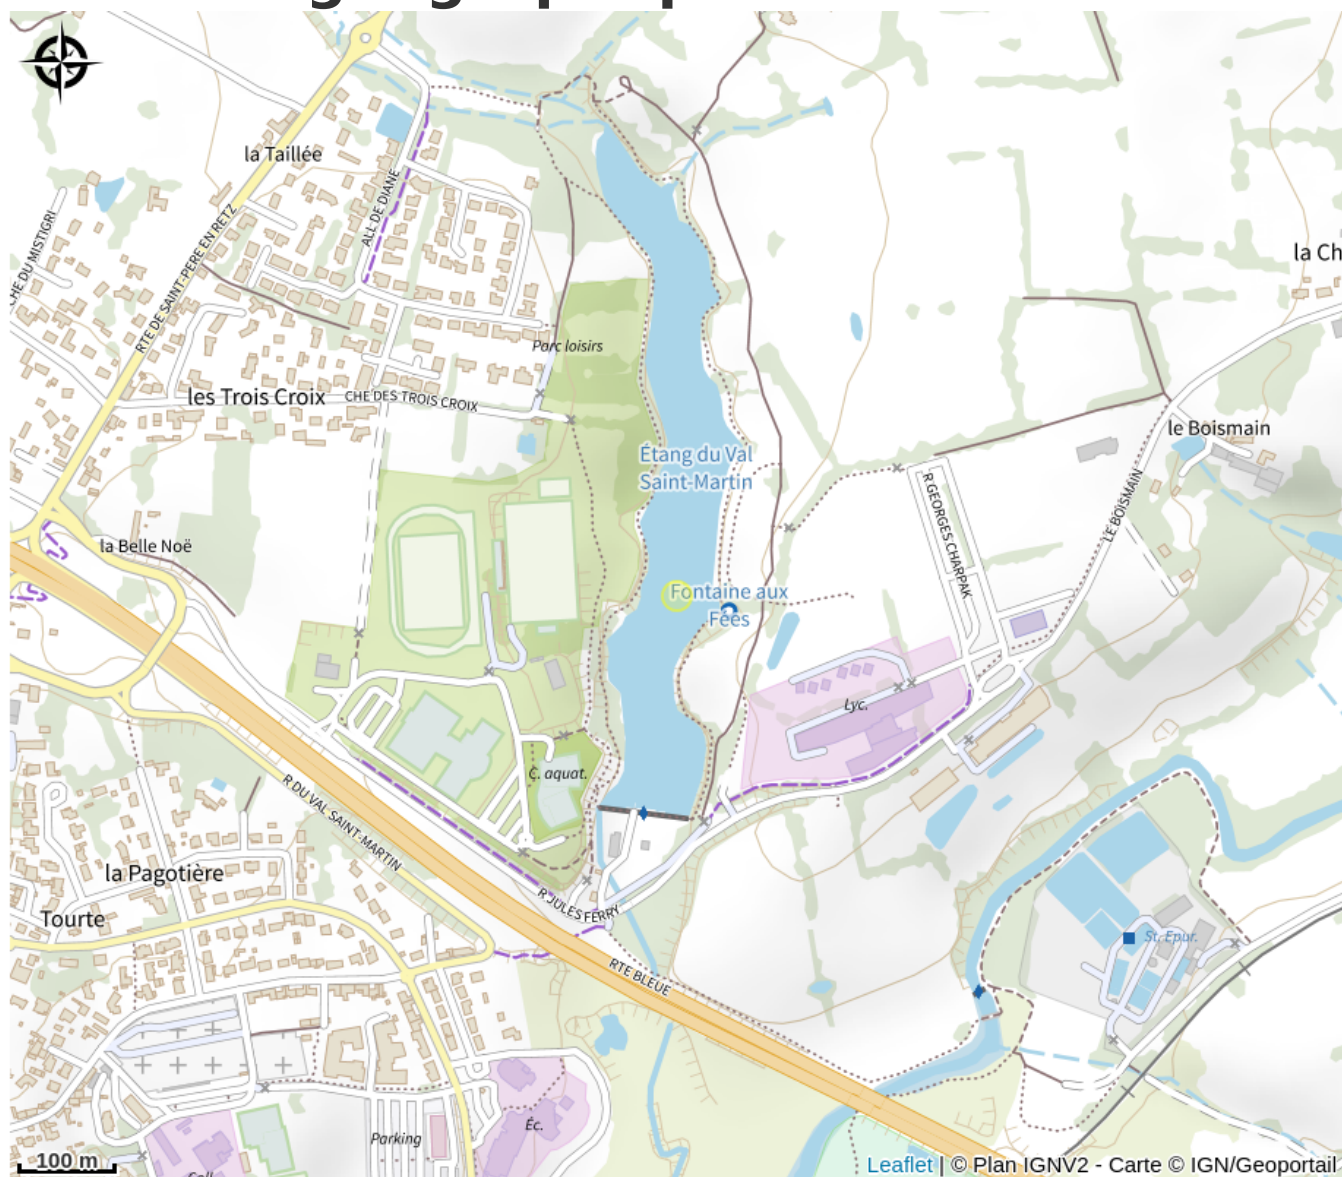 la Taillée
ALL DE DIANE
CHE DU MISTIGRI
RTE DE SAINT-PERE EN RETZ
la Ch
Parc loisirs
les Trois Croix
CHE DES TROIS CROIX
le Boismain
Étang du Val
Saint-Martin
R GEORGES CHARPAK
LE BOISMAIN
la Belle Noë
Fontaine aux
Fées
Lyc.
C. aquat.
R DU VAL SAINT-MARTIN
la Pagotière
R JULES FERRY
Tourte
St. Epur.
RTE BLEUE
Éc.
Parking
100 m
Leaflet | © Plan IGNV2 - Carte © IGN/Geoportail